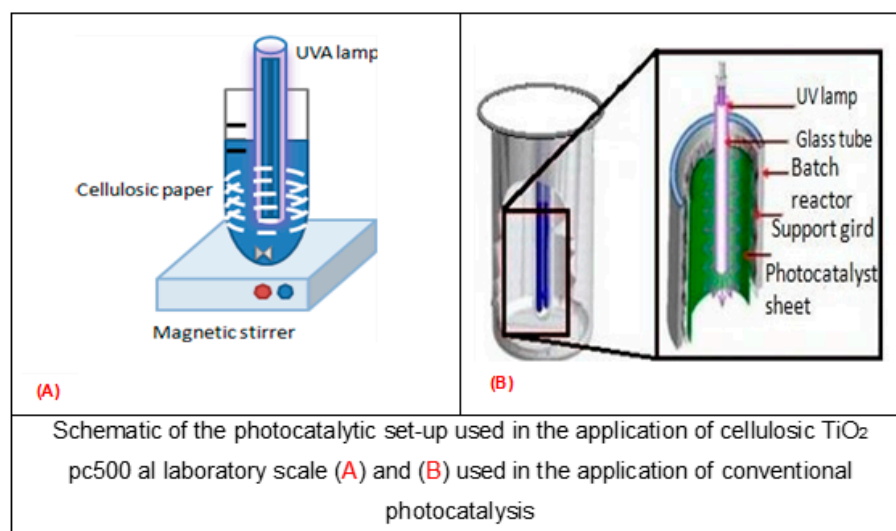 UVA lamp
Cellulosic paper
Magnetic stirrer
(A)
UV lamp
Glass tube
Batch
reactor
Support gird
Photocatalyst
sheet
(B)
Schematic of the photocatalytic set-up used in the application of cellulosic TiO₂
pc500 al laboratory scale (A) and (B) used in the application of conventional
photocatalysis